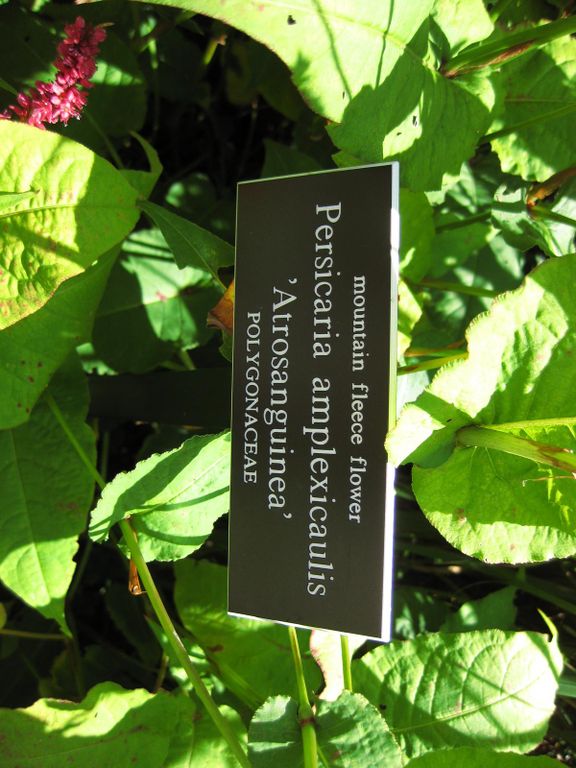 mountain fleece flower
Persicaria amplexicaulis
'Atrosanguinea'
POLYGONACEAE